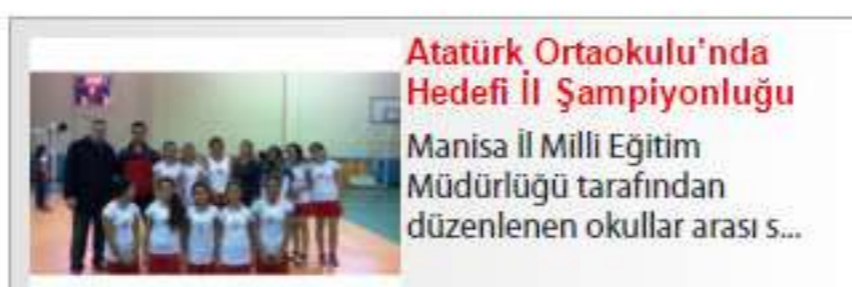 Atatürk Ortaokulu'nda
Hedefi İl Şampiyonluğu
Manisa İl Milli Eğitim
Müdürlüğü tarafından
düzenlenen okullar arası s...